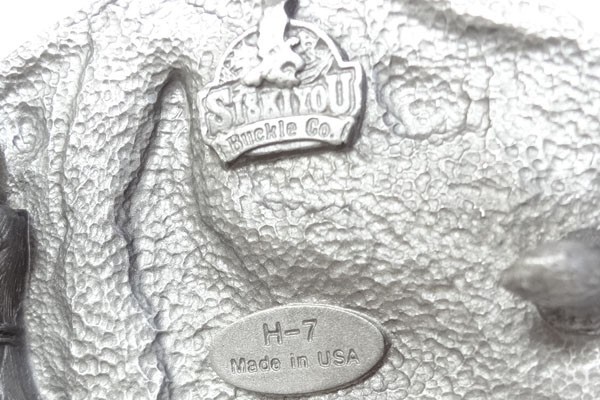 SISKIYOU
Buckle Co.
H-7
Made in USA